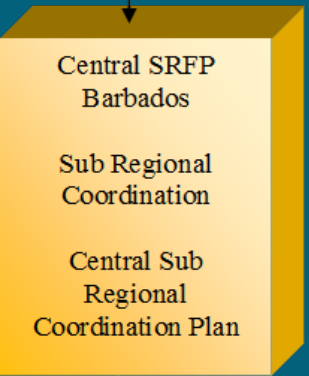 Central SRFP
Barbados
Sub Regional
Coordination
Central Sub
Regional
Coordination Plan